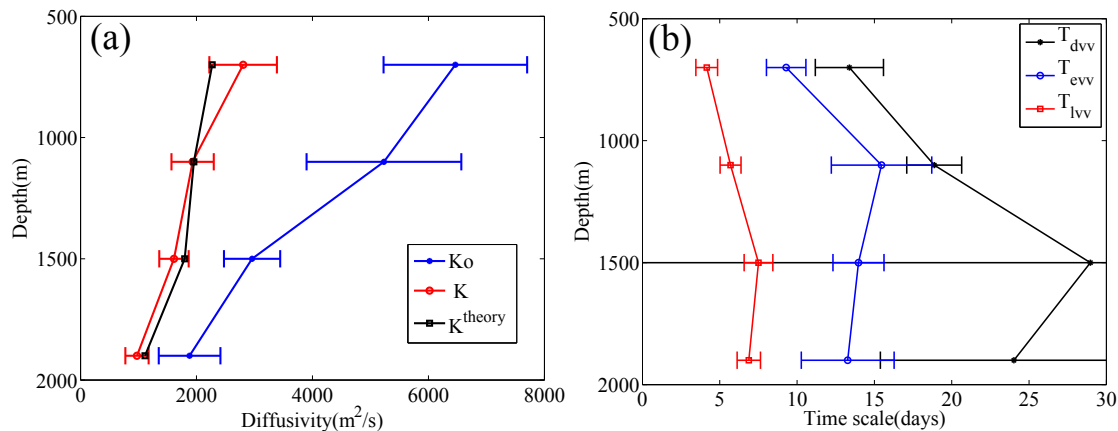 (a)
500
1000
1500
2000
Depth(m)
0 2000 4000 6000 8000
Diffusivity(m²/s)
Ko
K
K^theory
(b)
500
1000
1500
2000
Depth(m)
0 5 10 15 20 25 30
Time scale(days)
T_dvv
T_evv
T_lvv